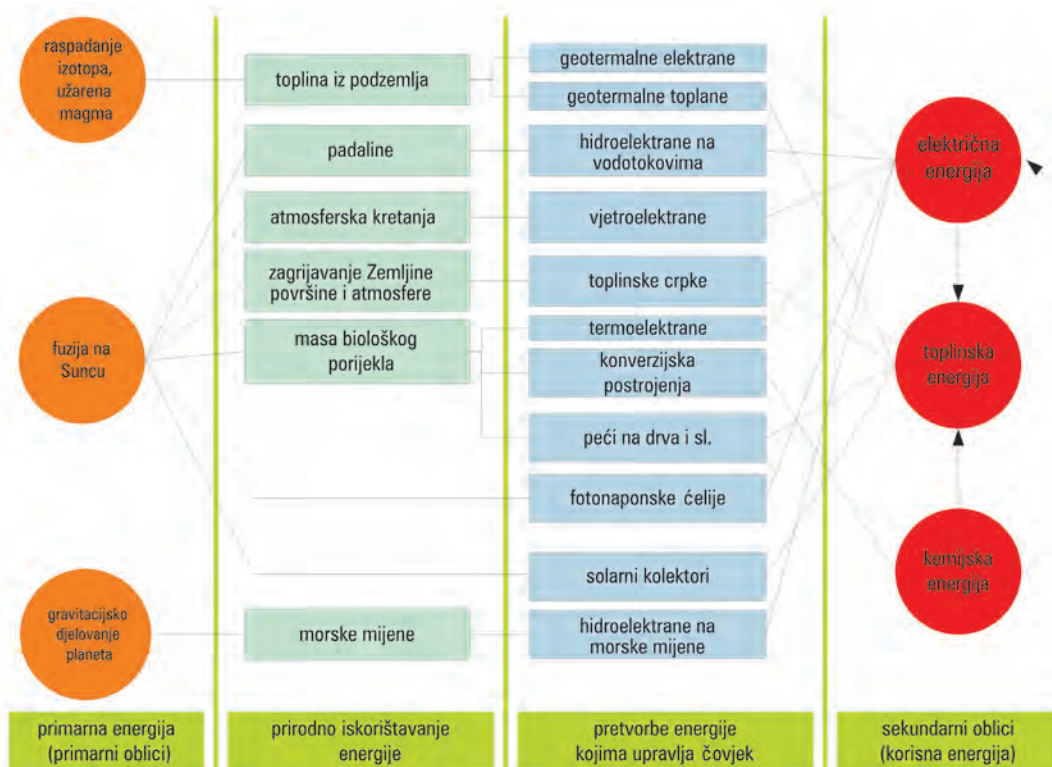 raspadanje
izotopa,
užarena
magma
fuzija na
Suncu
gravitacijsko
djelovanje
planeta
primarna energija
(primarni oblici)
toplina iz podzemlja
padaline
atmosferska kretanja
zagrijavanje Zemljine
površine i atmosfere
masa biološkog
porijekla
morske mijene
prirodno iskorištavanje
energije
geotermalne elektrane
geotermalne toplane
hidroelektrane na
vodotokovima
vjetroelektrane
toplinske crpke
termoelektrane
konverzijska
postrojenja
peći na drva i sl.
fotonaponske ćelije
solarni kolektori
hidroelektrane na
morske mijene
pretvorbe energije
kojima upravlja čovjek
električna
energija
toplinska
energija
kemijska
energija
sekundarni oblici
(korisna energija)